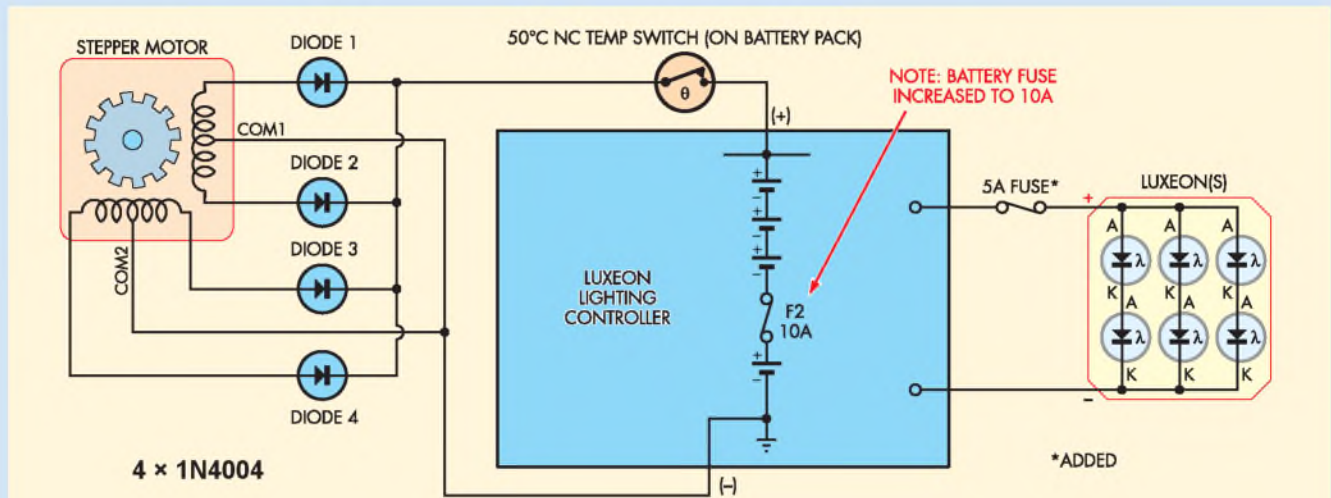 STEPPER MOTOR
DIODE 1
50°C NC TEMP SWITCH (ON BATTERY PACK)
θ
NOTE: BATTERY FUSE
INCREASED TO 10A
COM1
(+)
DIODE 2
5A FUSE*
LUXEON(S)
+
+
−
+
−
+
−
A
A
A
λ
λ
λ
K
K
K
COM2
DIODE 3
LUXEON
LIGHTING
CONTROLLER
F2
10A
A
A
A
λ
λ
λ
K
K
K
+
−
−
DIODE 4
4 × 1N4004
(−)
*ADDED